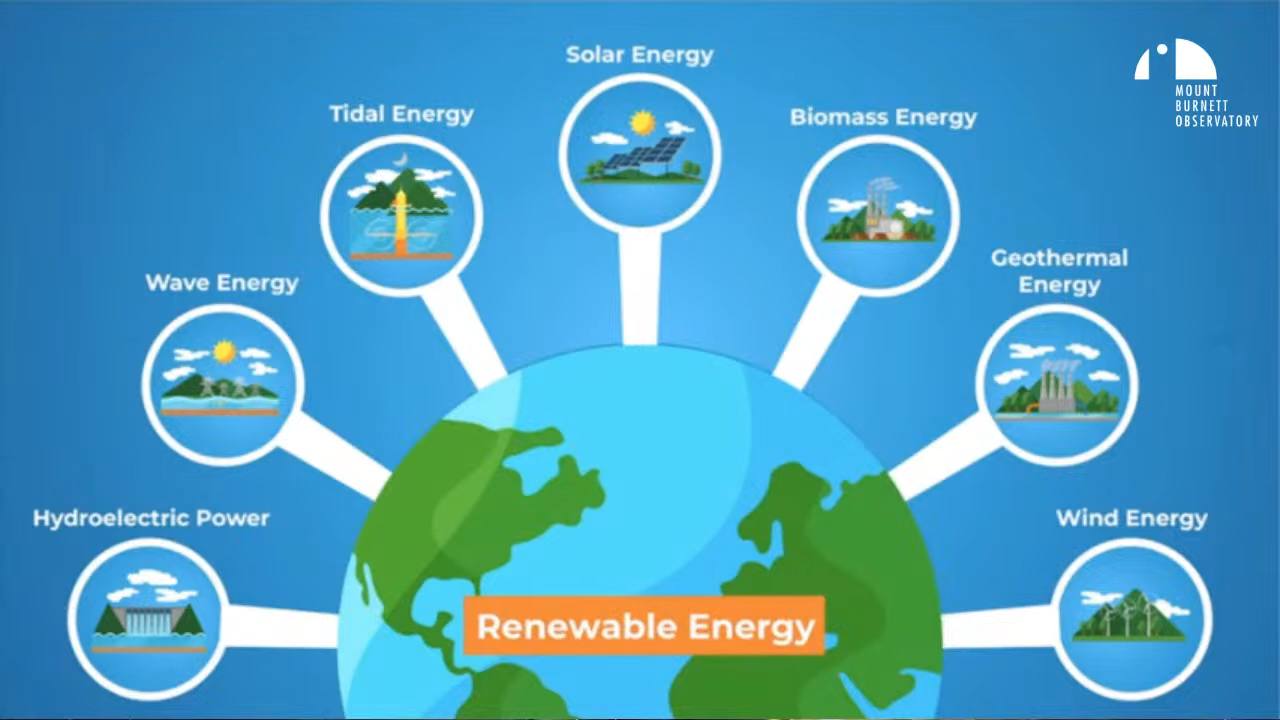 Solar Energy
Tidal Energy
Biomass Energy
Wave Energy
Geothermal
Energy
Hydroelectric Power
Wind Energy
Renewable Energy
MOUNT
BURNETT
OBSERVATORY